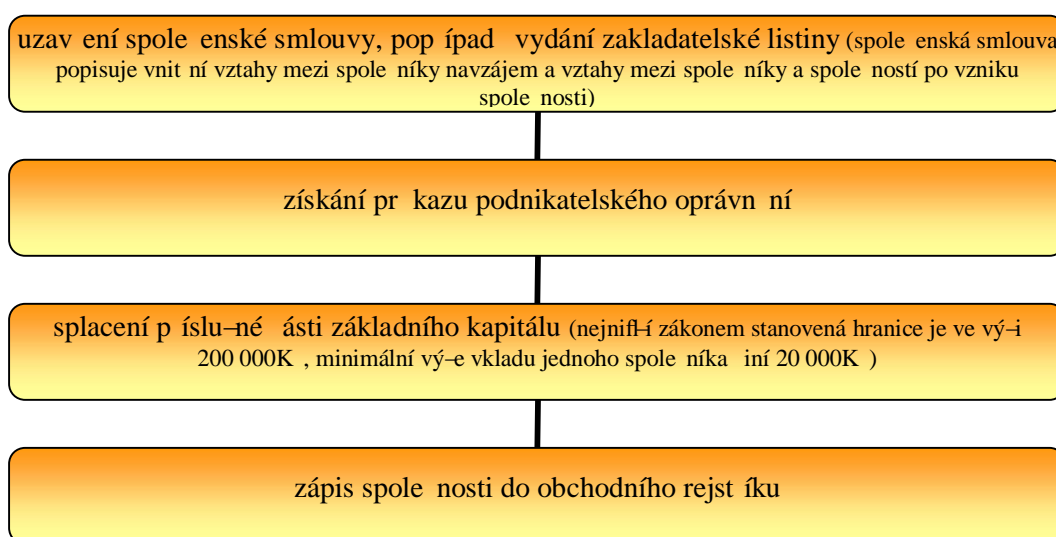 uzav ení spole enské smlouvy, pop ípad vydání zakladatelské listiny (spole enská smlouva
popisuje vnit ní vztahy mezi spole níky navzájem a vztahy mezi spole níky a spole ností po vzniku
spole nosti)
získání pr kazu podnikatelského oprávn ní
splacení p íslu–né ásti základního kapitálu (nejnifl–í zákonem stanovená hranice je ve vý–i
200 000K , minimální vý–e vkladu jednoho spole níka iní 20 000K )
zápis spole nosti do obchodního rejst íku